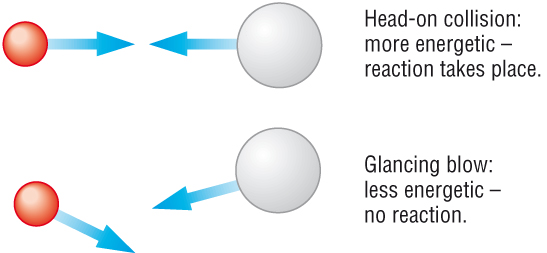 Head-on collision:
more energetic –
reaction takes place.
Glancing blow:
less energetic –
no reaction.